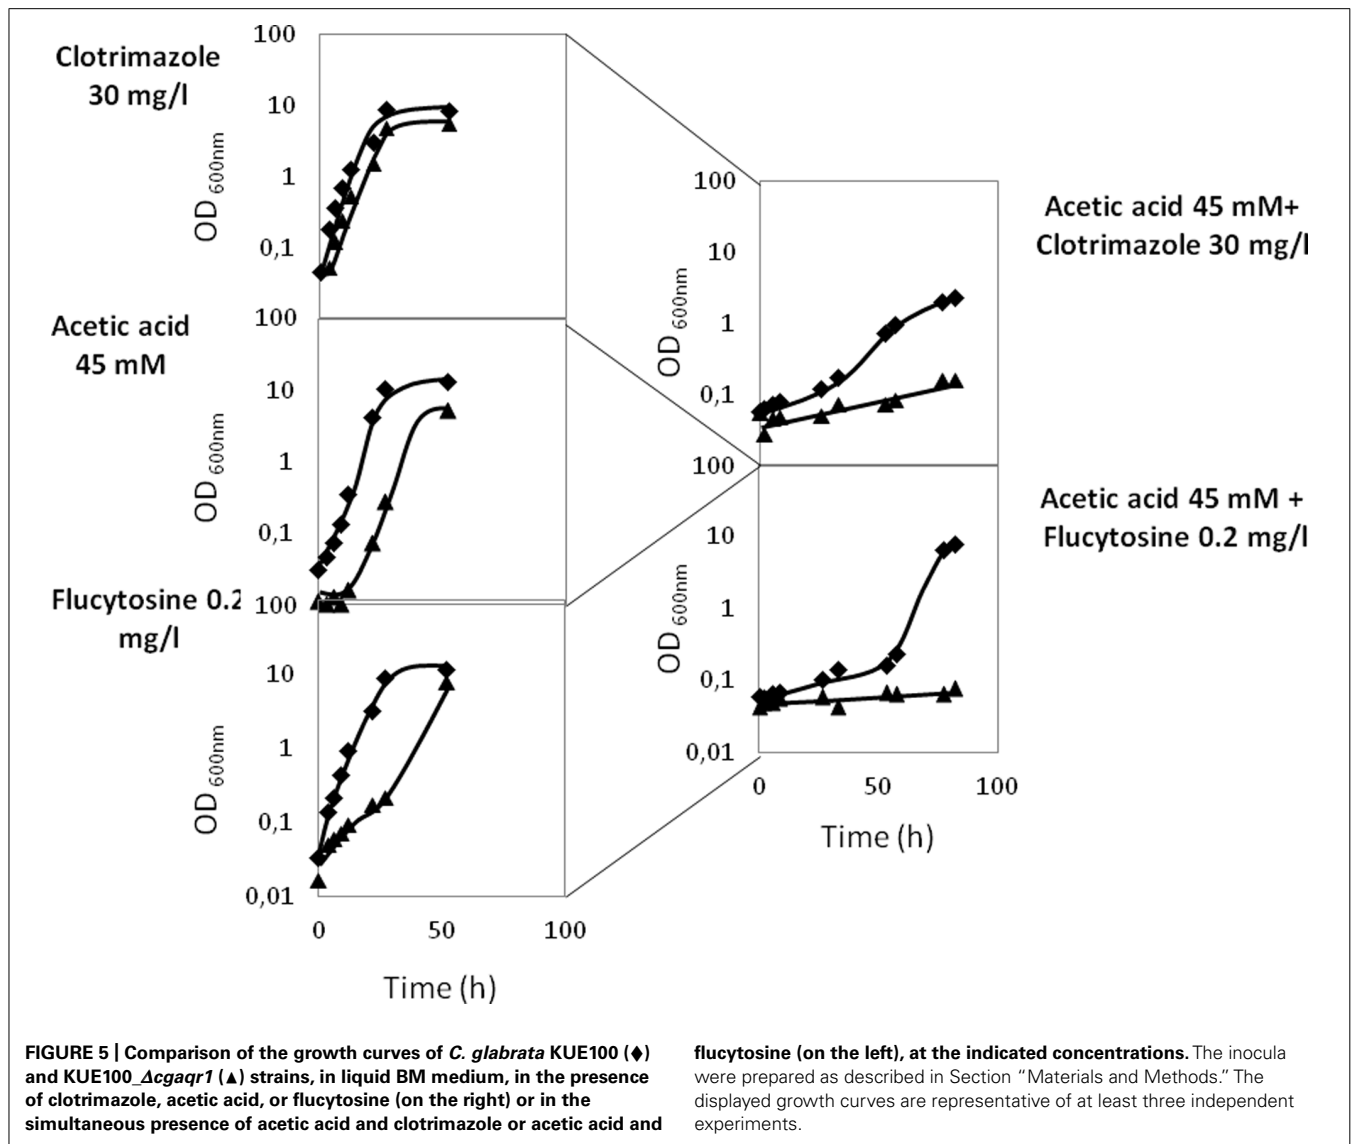 Clotrimazole
30 mg/l
100
10
1
0,1
OD 600nm
Acetic acid
45 mM
100
10
1
0,1
OD 600nm
Flucytosine 0.2
mg/l
100
10
1
0,1
0,01
OD 600nm
0 50 100
Time (h)
Acetic acid 45 mM+
Clotrimazole 30 mg/l
100
10
1
0,1
OD 600nm
Acetic acid 45 mM +
Flucytosine 0.2 mg/l
100
10
1
0,1
0,01
OD 600nm
0 50 100
Time (h)
FIGURE 5 | Comparison of the growth curves of C. glabrata KUE100 (♦)
and KUE100_Δcgaqr1 (▲) strains, in liquid BM medium, in the presence
of clotrimazole, acetic acid, or flucytosine (on the right) or in the
simultaneous presence of acetic acid and clotrimazole or acetic acid and
flucytosine (on the left), at the indicated concentrations. The inocula
were prepared as described in Section “Materials and Methods.” The
displayed growth curves are representative of at least three independent
experiments.